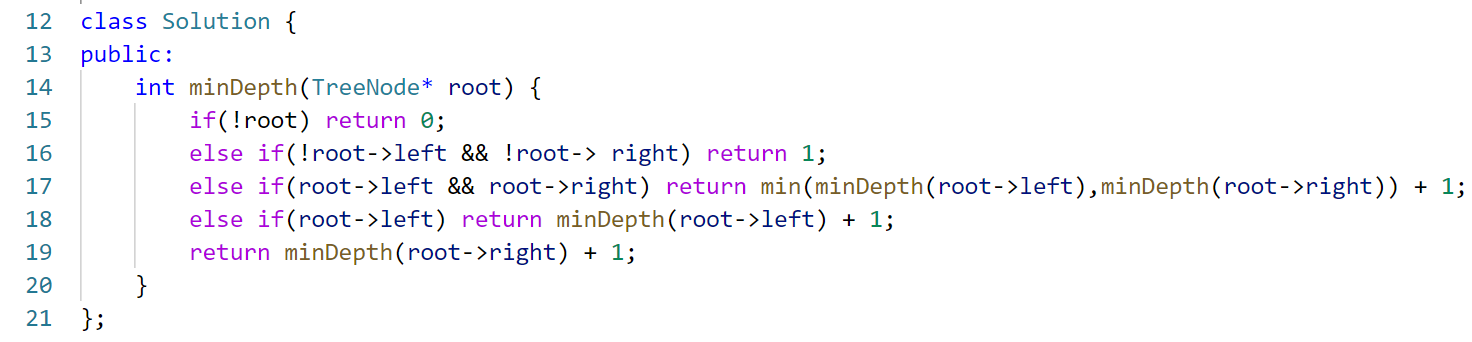 12 class Solution {
13 public:
14     int minDepth(TreeNode* root) {
15         if(!root) return 0;
16         else if(!root->left && !root-> right) return 1;
17         else if(root->left && root->right) return min(minDepth(root->left),minDepth(root->right)) + 1;
18         else if(root->left) return minDepth(root->left) + 1;
19         return minDepth(root->right) + 1;
20     }
21 };